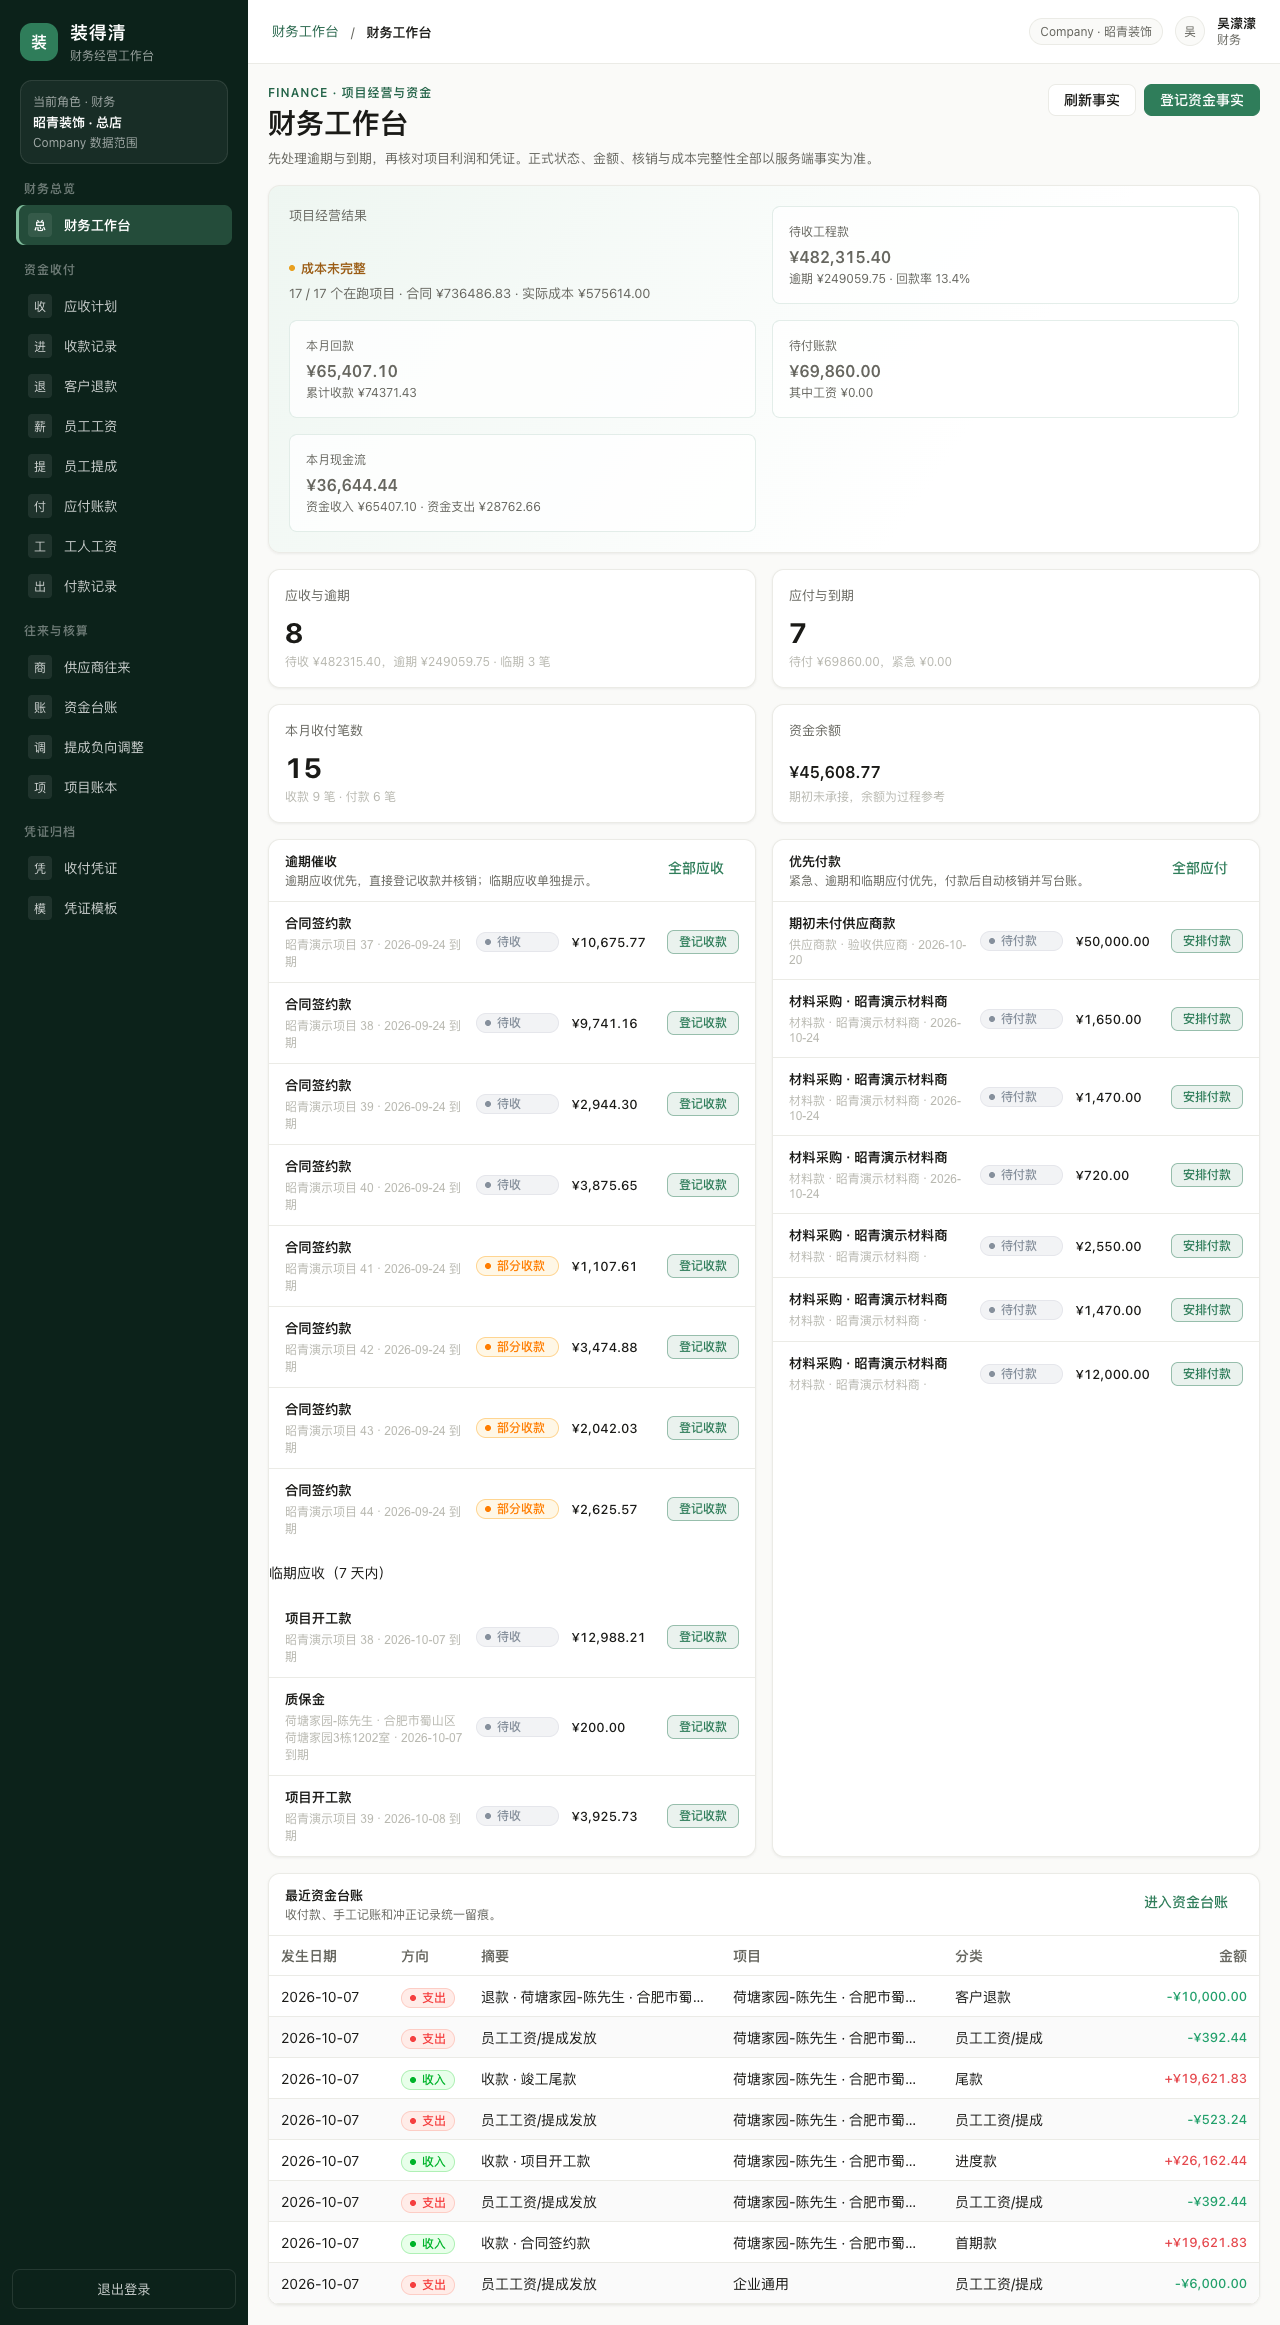 装
装得清
财务经营工作台
当前角色 · 财务
昭青装饰 · 总店
Company 数据范围
财务总览
总 财务工作台
资金收付
收 应收计划
进 收款记录
退 客户退款
薪 员工工资
提 员工提成
付 应付账款
工 工人工资
出 付款记录
往来与核算
商 供应商往来
账 资金台账
调 提成负向调整
项 项目账本
凭证归档
凭 收付凭证
模 凭证模板
退出登录
财务工作台 / 财务工作台
Company · 昭青装饰
吴
吴濛濛
财务
FINANCE · 项目经营与资金
财务工作台
先处理逾期与到期，再核对项目利润和凭证。正式状态、金额、核销与成本完整性全部以服务端事实为准。
刷新事实
登记资金事实
项目经营结果
成本未完整
17 / 17 个在跑项目 · 合同 ¥736486.83 · 实际成本 ¥575614.00
待收工程款
¥482,315.40
逾期 ¥249059.75 · 回款率 13.4%
本月回款
¥65,407.10
累计收款 ¥74371.43
待付账款
¥69,860.00
其中工资 ¥0.00
本月现金流
¥36,644.44
资金收入 ¥65407.10 · 资金支出 ¥28762.66
应收与逾期
8
待收 ¥482315.40，逾期 ¥249059.75 · 临期 3 笔
应付与到期
7
待付 ¥69860.00，紧急 ¥0.00
本月收付笔数
15
收款 9 笔 · 付款 6 笔
资金余额
¥45,608.77
期初未承接，余额为过程参考
逾期催收
逾期应收优先，直接登记收款并核销；临期应收单独提示。
全部应收
合同签约款
昭青演示项目 37 · 2026-09-24 到
期
待收
¥10,675.77
登记收款
合同签约款
昭青演示项目 38 · 2026-09-24 到
期
待收
¥9,741.16
登记收款
合同签约款
昭青演示项目 39 · 2026-09-24 到
期
待收
¥2,944.30
登记收款
合同签约款
昭青演示项目 40 · 2026-09-24 到
期
待收
¥3,875.65
登记收款
合同签约款
昭青演示项目 41 · 2026-09-24 到
期
部分收款
¥1,107.61
登记收款
合同签约款
昭青演示项目 42 · 2026-09-24 到
期
部分收款
¥3,474.88
登记收款
合同签约款
昭青演示项目 43 · 2026-09-24 到
期
部分收款
¥2,042.03
登记收款
合同签约款
昭青演示项目 44 · 2026-09-24 到
期
部分收款
¥2,625.57
登记收款
临期应收（7 天内）
项目开工款
昭青演示项目 38 · 2026-10-07 到
期
待收
¥12,988.21
登记收款
质保金
荷塘家园-陈先生 · 合肥市蜀山区
荷塘家园3栋1202室 · 2026-10-07
到期
待收
¥200.00
登记收款
项目开工款
昭青演示项目 39 · 2026-10-08 到
期
待收
¥3,925.73
登记收款
优先付款
紧急、逾期和临期应付优先，付款后自动核销并写台账。
全部应付
期初未付供应商款
供应商款 · 验收供应商 · 2026-10-
20
待付款
¥50,000.00
安排付款
材料采购 · 昭青演示材料商
材料款 · 昭青演示材料商 · 2026-
10-24
待付款
¥1,650.00
安排付款
材料采购 · 昭青演示材料商
材料款 · 昭青演示材料商 · 2026-
10-24
待付款
¥1,470.00
安排付款
材料采购 · 昭青演示材料商
材料款 · 昭青演示材料商 · 2026-
10-24
待付款
¥720.00
安排付款
材料采购 · 昭青演示材料商
材料款 · 昭青演示材料商 ·
待付款
¥2,550.00
安排付款
材料采购 · 昭青演示材料商
材料款 · 昭青演示材料商 ·
待付款
¥1,470.00
安排付款
材料采购 · 昭青演示材料商
材料款 · 昭青演示材料商 ·
待付款
¥12,000.00
安排付款
最近资金台账
收付款、手工记账和冲正记录统一留痕。
进入资金台账
发生日期 方向 摘要 项目 分类 金额
2026-10-07 支出 退款 · 荷塘家园-陈先生 · 合肥市蜀... 荷塘家园-陈先生 · 合肥市蜀... 客户退款 -¥10,000.00
2026-10-07 支出 员工工资/提成发放 荷塘家园-陈先生 · 合肥市蜀... 员工工资/提成 -¥392.44
2026-10-07 收入 收款 · 竣工尾款 荷塘家园-陈先生 · 合肥市蜀... 尾款 +¥19,621.83
2026-10-07 支出 员工工资/提成发放 荷塘家园-陈先生 · 合肥市蜀... 员工工资/提成 -¥523.24
2026-10-07 收入 收款 · 项目开工款 荷塘家园-陈先生 · 合肥市蜀... 进度款 +¥26,162.44
2026-10-07 支出 员工工资/提成发放 荷塘家园-陈先生 · 合肥市蜀... 员工工资/提成 -¥392.44
2026-10-07 收入 收款 · 合同签约款 荷塘家园-陈先生 · 合肥市蜀... 首期款 +¥19,621.83
2026-10-07 支出 员工工资/提成发放 企业通用 员工工资/提成 -¥6,000.00